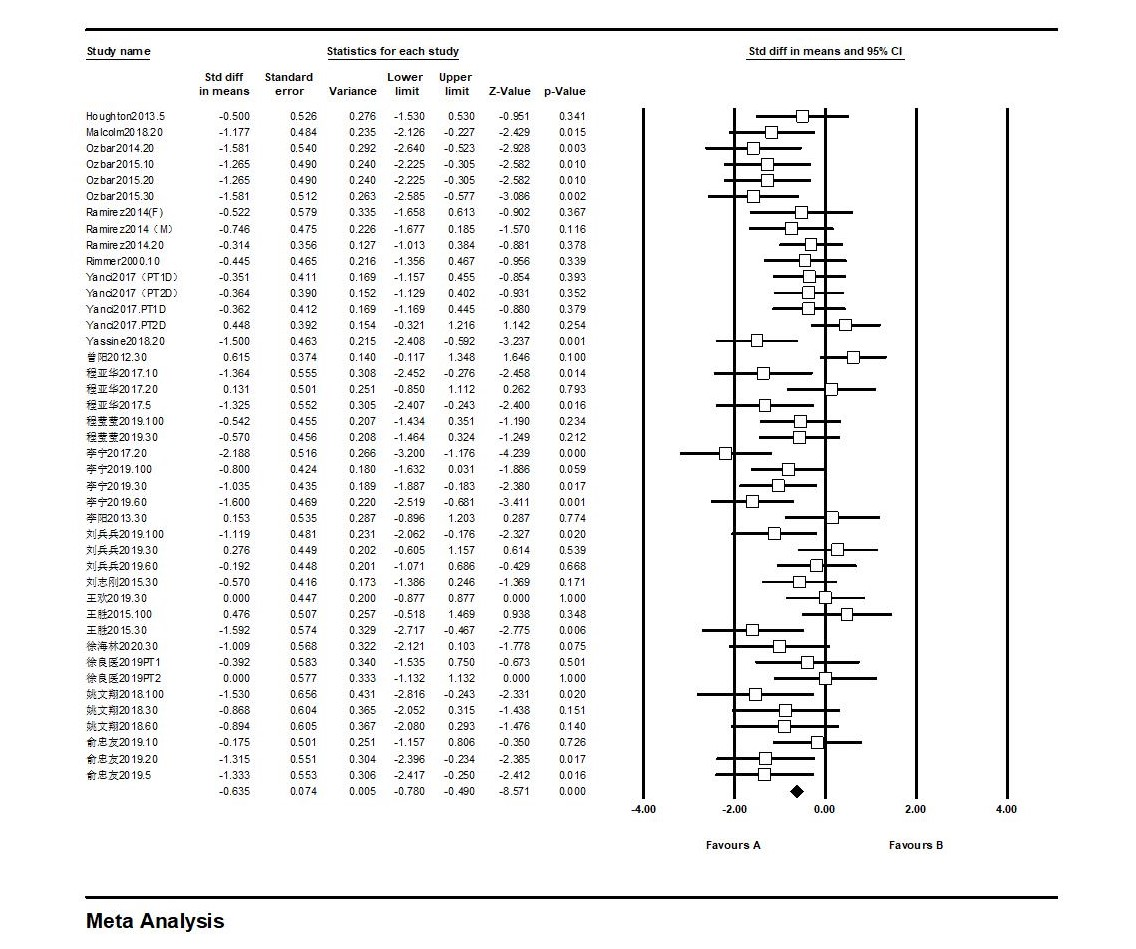 Study name Statistics for each study Std diff in means and 95% CI
Std diff Standard Lower Upper
in means error Variance limit limit Z-Value p-Value
Houghton2013.5 -0.500 0.526 0.276 -1.530 0.530 -0.951 0.341
Malcolm2018.20 -1.177 0.484 0.235 -2.126 -0.227 -2.429 0.015
Ozbar2014.20 -1.581 0.540 0.292 -2.640 -0.523 -2.928 0.003
Ozbar2015.10 -1.265 0.490 0.240 -2.225 -0.305 -2.582 0.010
Ozbar2015.20 -1.265 0.490 0.240 -2.225 -0.305 -2.582 0.010
Ozbar2015.30 -1.581 0.512 0.263 -2.585 -0.577 -3.086 0.002
Ramirez2014(F) -0.522 0.579 0.335 -1.658 0.613 -0.902 0.367
Ramirez2014（M） -0.746 0.475 0.226 -1.677 0.185 -1.570 0.116
Ramirez2014.20 -0.314 0.356 0.127 -1.013 0.384 -0.881 0.378
Rimmer2000.10 -0.445 0.465 0.216 -1.356 0.467 -0.956 0.339
Yanci2017（PT1D） -0.351 0.411 0.169 -1.157 0.455 -0.854 0.393
Yanci2017（PT2D） -0.364 0.390 0.152 -1.129 0.402 -0.931 0.352
Yanci2017.PT1D -0.362 0.412 0.169 -1.169 0.445 -0.880 0.379
Yanci2017.PT2D 0.448 0.392 0.154 -0.321 1.216 1.142 0.254
Yassine2018.20 -1.500 0.463 0.215 -2.408 -0.592 -3.237 0.001
曾阳2012.30 0.615 0.374 0.140 -0.117 1.348 1.646 0.100
程亚华2017.10 -1.364 0.555 0.308 -2.452 -0.276 -2.458 0.014
程亚华2017.20 0.131 0.501 0.251 -0.850 1.112 0.262 0.793
程亚华2017.5 -1.325 0.552 0.305 -2.407 -0.243 -2.400 0.016
程莹莹2019.100 -0.542 0.455 0.207 -1.434 0.351 -1.190 0.234
程莹莹2019.30 -0.570 0.456 0.208 -1.464 0.324 -1.249 0.212
李宁2017.20 -2.188 0.516 0.266 -3.200 -1.176 -4.239 0.000
李宁2019.100 -0.800 0.424 0.180 -1.632 0.031 -1.886 0.059
李宁2019.30 -1.035 0.435 0.189 -1.887 -0.183 -2.380 0.017
李宁2019.60 -1.600 0.469 0.220 -2.519 -0.681 -3.411 0.001
李阳2013.30 0.153 0.535 0.287 -0.896 1.203 0.287 0.774
刘兵兵2019.100 -1.119 0.481 0.231 -2.062 -0.176 -2.327 0.020
刘兵兵2019.30 0.276 0.449 0.202 -0.605 1.157 0.614 0.539
刘兵兵2019.60 -0.192 0.448 0.201 -1.071 0.686 -0.429 0.668
刘志刚2015.30 -0.570 0.416 0.173 -1.386 0.246 -1.369 0.171
王欢2019.30 0.000 0.447 0.200 -0.877 0.877 0.000 1.000
王胜2015.100 0.476 0.507 0.257 -0.518 1.469 0.938 0.348
王胜2015.30 -1.592 0.574 0.329 -2.717 -0.467 -2.775 0.006
徐海林2020.30 -1.009 0.568 0.322 -2.121 0.103 -1.778 0.075
2019PT1 -0.392 0.583 0.340 -1.535 0.750 -0.673 0.501
2019PT2 0.000 0.577 0.333 -1.132 1.132 0.000 1.000
姚文翔2018.100 -1.530 0.656 0.431 -2.816 -0.243 -2.331 0.020
姚文翔2018.30 -0.868 0.604 0.365 -2.052 0.315 -1.438 0.151
姚文翔2018.60 -0.894 0.605 0.367 -2.080 0.293 -1.476 0.140
俞忠友2019.10 -0.175 0.501 0.251 -1.157 0.806 -0.350 0.726
俞忠友2019.20 -1.315 0.551 0.304 -2.396 -0.234 -2.385 0.017
俞忠友2019.5 -1.333 0.553 0.306 -2.417 -0.250 -2.412 0.016
-0.635 0.074 0.005 -0.780 -0.490 -8.571 0.000
-4.00 -2.00 0.00 2.00 4.00
Favours A Favours B
Meta Analysis